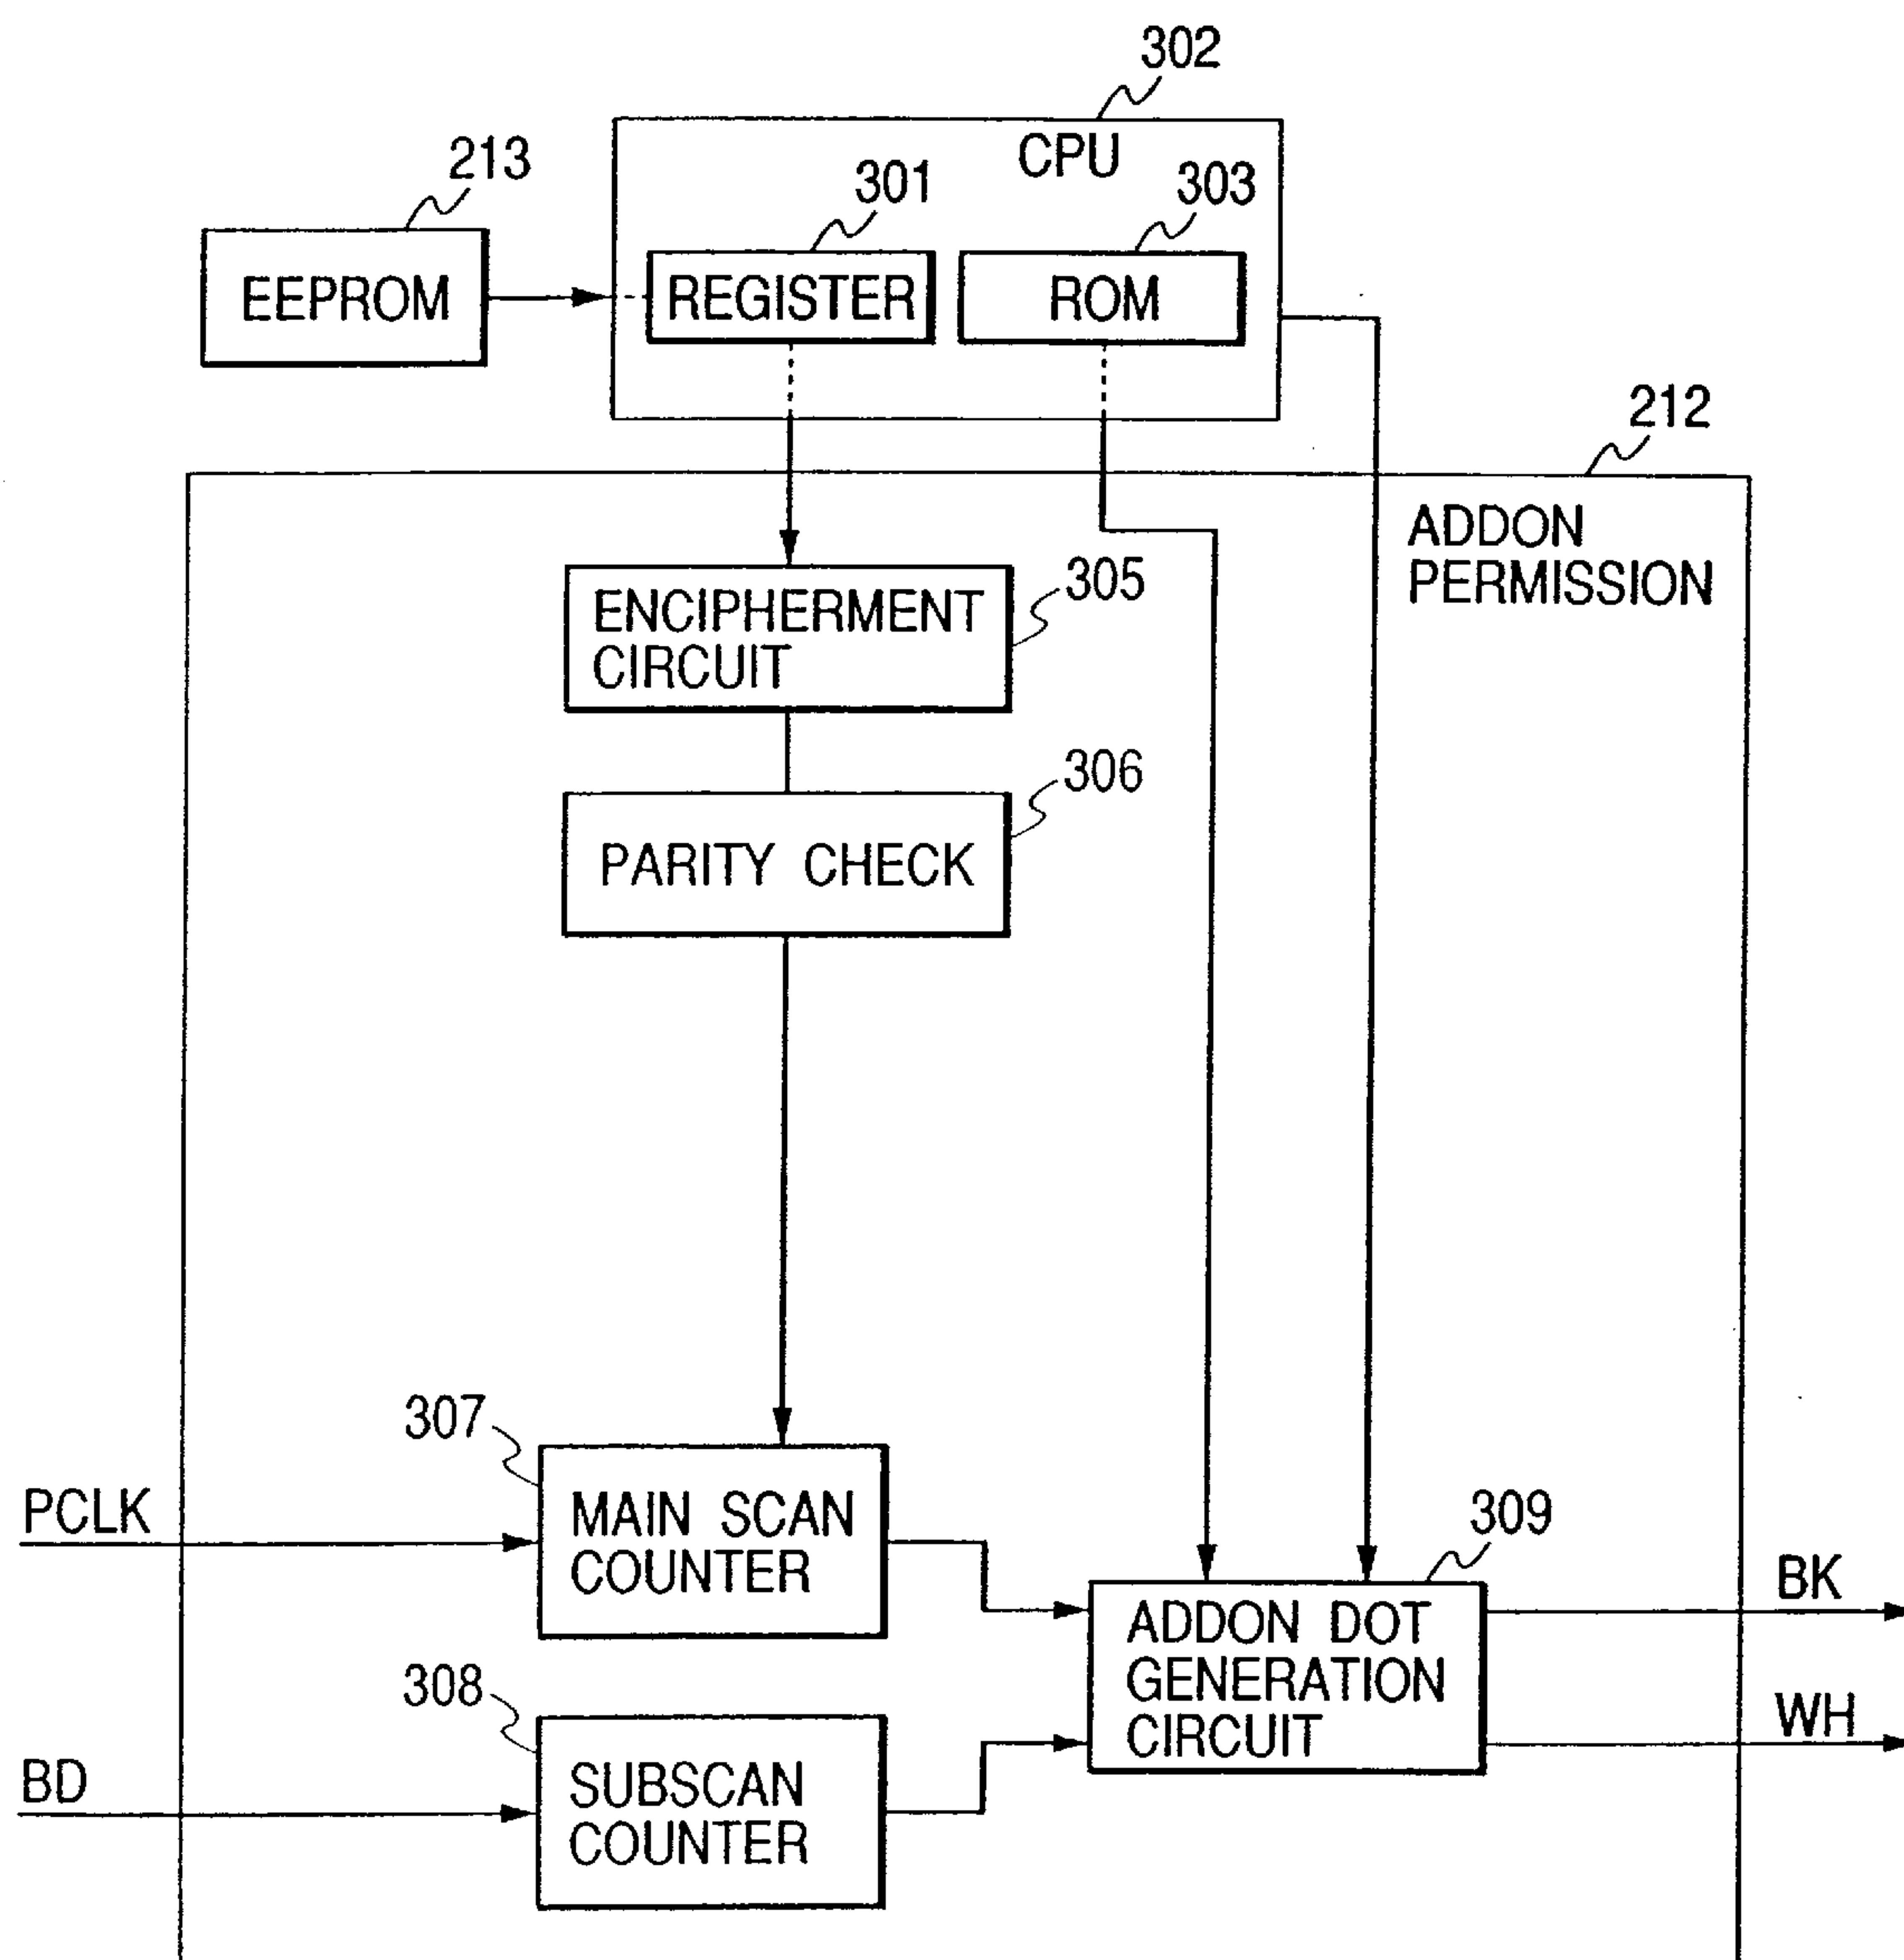 302
CPU
213
301
303
EEPROM
REGISTER
ROM
212
ADDON
PERMISSION
ENCIPHERMENT
CIRCUIT
305
306
PARITY CHECK
307
PCLK
MAIN SCAN
COUNTER
309
BK
ADDON DOT
GENERATION
CIRCUIT
308
WH
BD
SUBSCAN
COUNTER